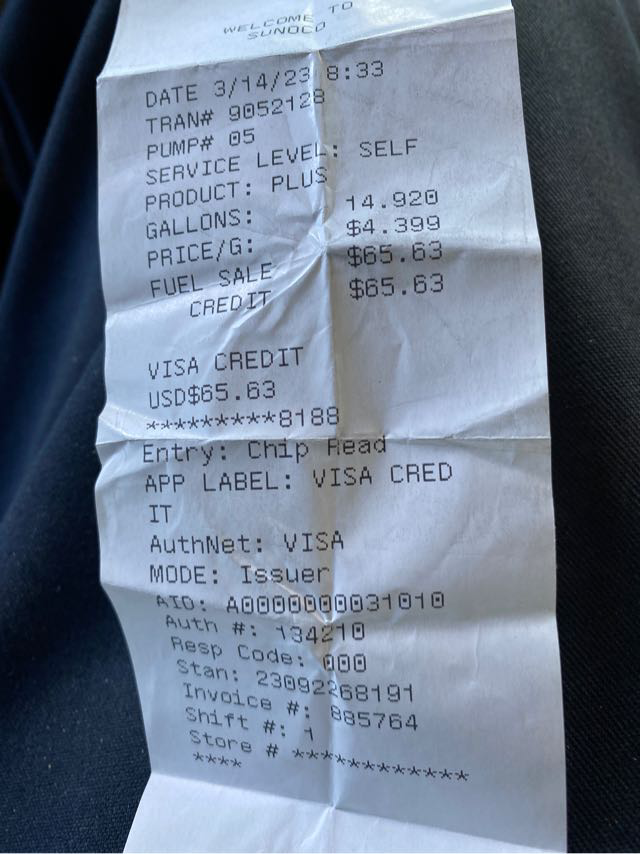 WELCOME TO
SUNOCO
DATE 3/14/23 8:33
TRAN# 9052128
PUMP# 05
SERVICE LEVEL: SELF
PRODUCT: PLUS
GALLONS: 14.920
PRICE/G: $4.399
FUEL SALE $65.63
CREDIT $65.63
VISA CREDIT
USD$65.63
*********8188
Entry: Chip Read
APP LABEL: VISA CRED
IT
AuthNet: VISA
MODE: Issuer
AID: A0000000031010
Auth #: 134210
Resp Code: 000
Stan: 23092268191
Invoice #: 885764
Shift #: 1
Store # ************
****